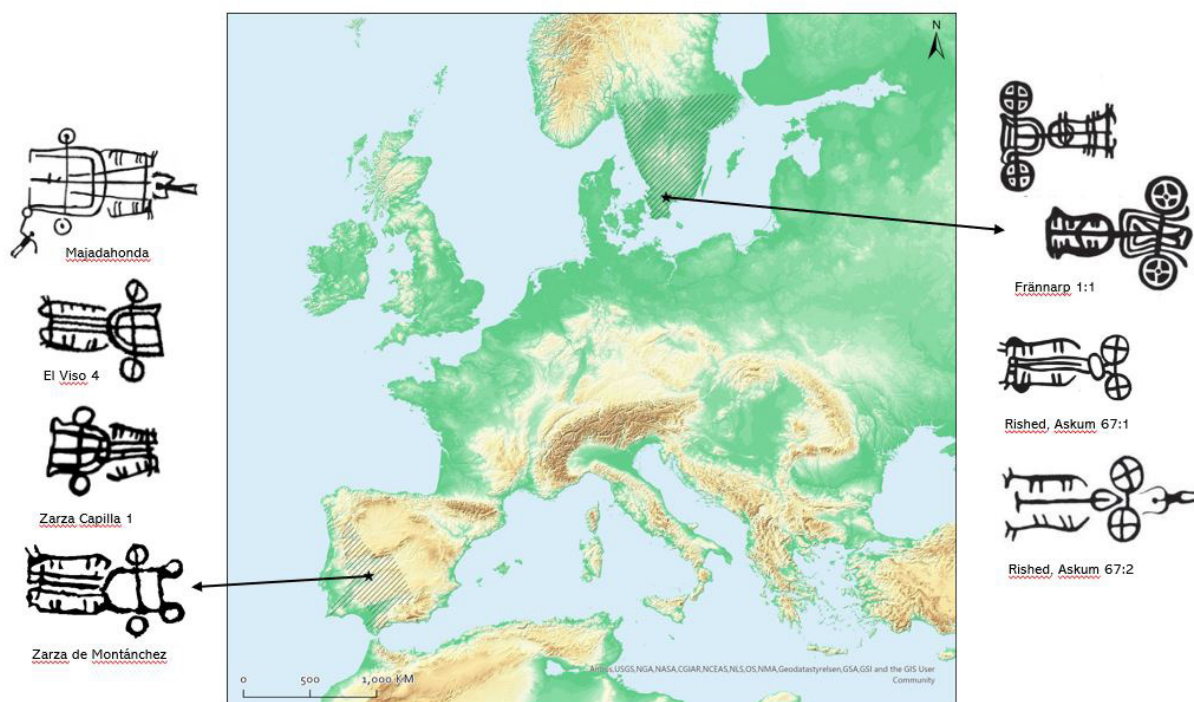 Majadahonda
El Viso 4
Zarza Capilla 1
Zarza de Montánchez
N
0 500 1,000 KM
Airbus,USGS,NGA,NASA,CGIAR,NCEAS,NLS,OS,NMA,Geodatastyrelsen,GSA,GSI and the GIS User
Community
Frännarp 1:1
Rished, Askum 67:1
Rished, Askum 67:2